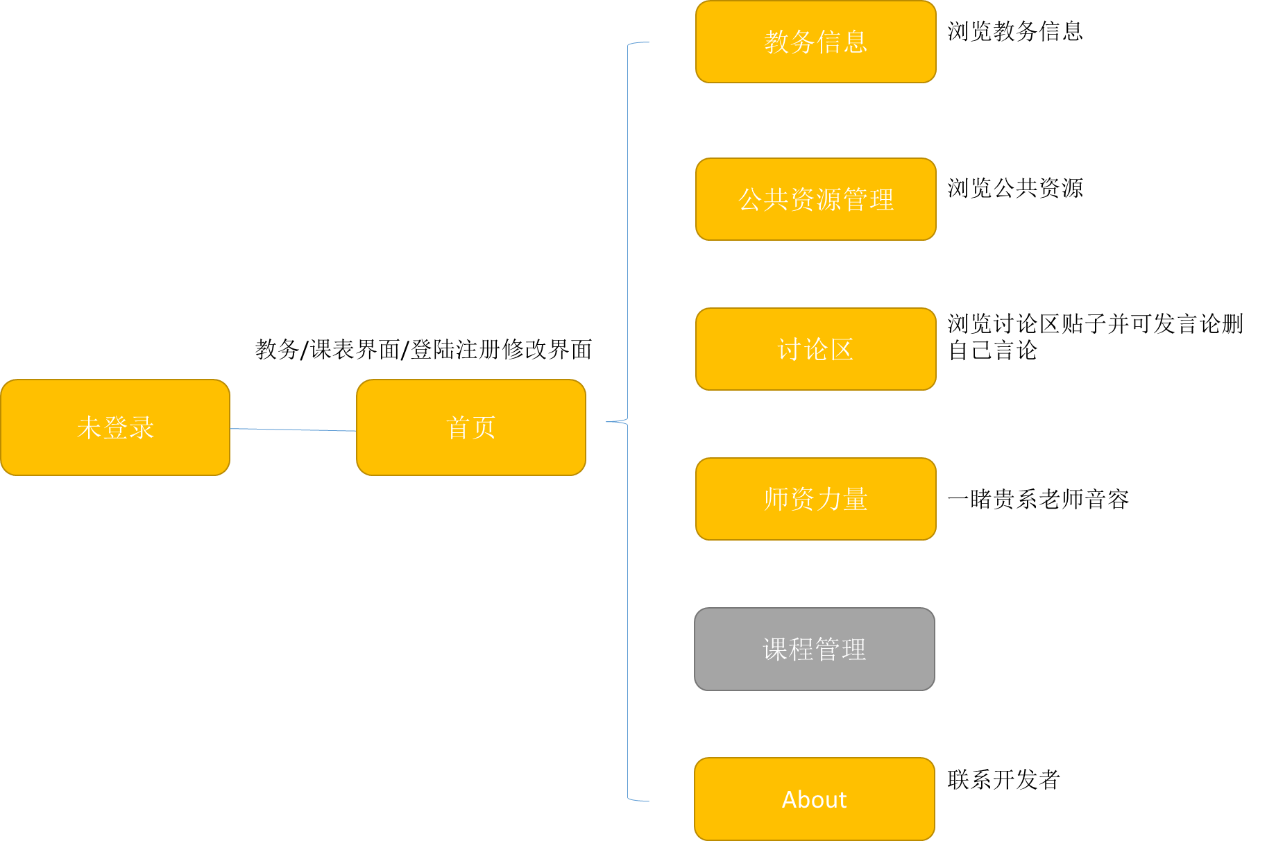 教务信息
浏览教务信息
公共资源管理
浏览公共资源
讨论区
浏览讨论区贴子并可发言论删
自己言论
教务/课表界面/登陆注册修改界面
未登录
首页
师资力量
一睹贵系老师音容
课程管理
About
联系开发者